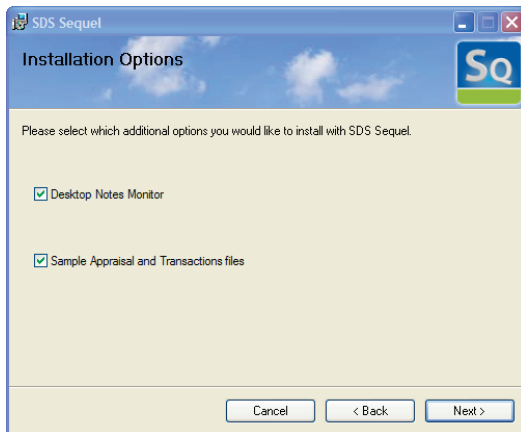 SDS Sequel
Installation Options
SQ
Please select which additional options you would like to install with SDS Sequel.
Desktop Notes Monitor
Sample Appraisal and Transactions files
Cancel
< Back
Next >